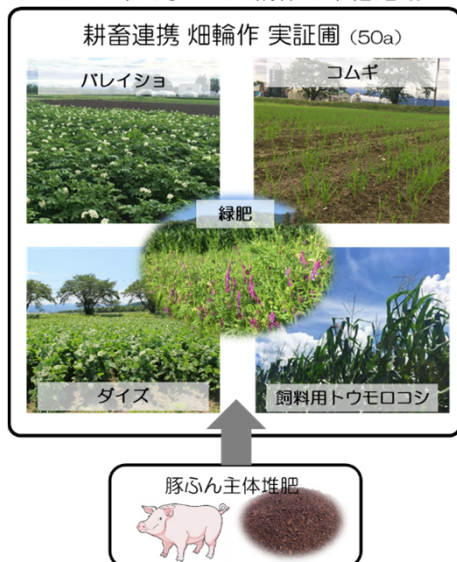 耕畜連携 畑輪作 実証圃 (50a)
バレイショ
コムギ
緑肥
ダイズ
飼料用トウモロコシ
豚ふん主体堆肥